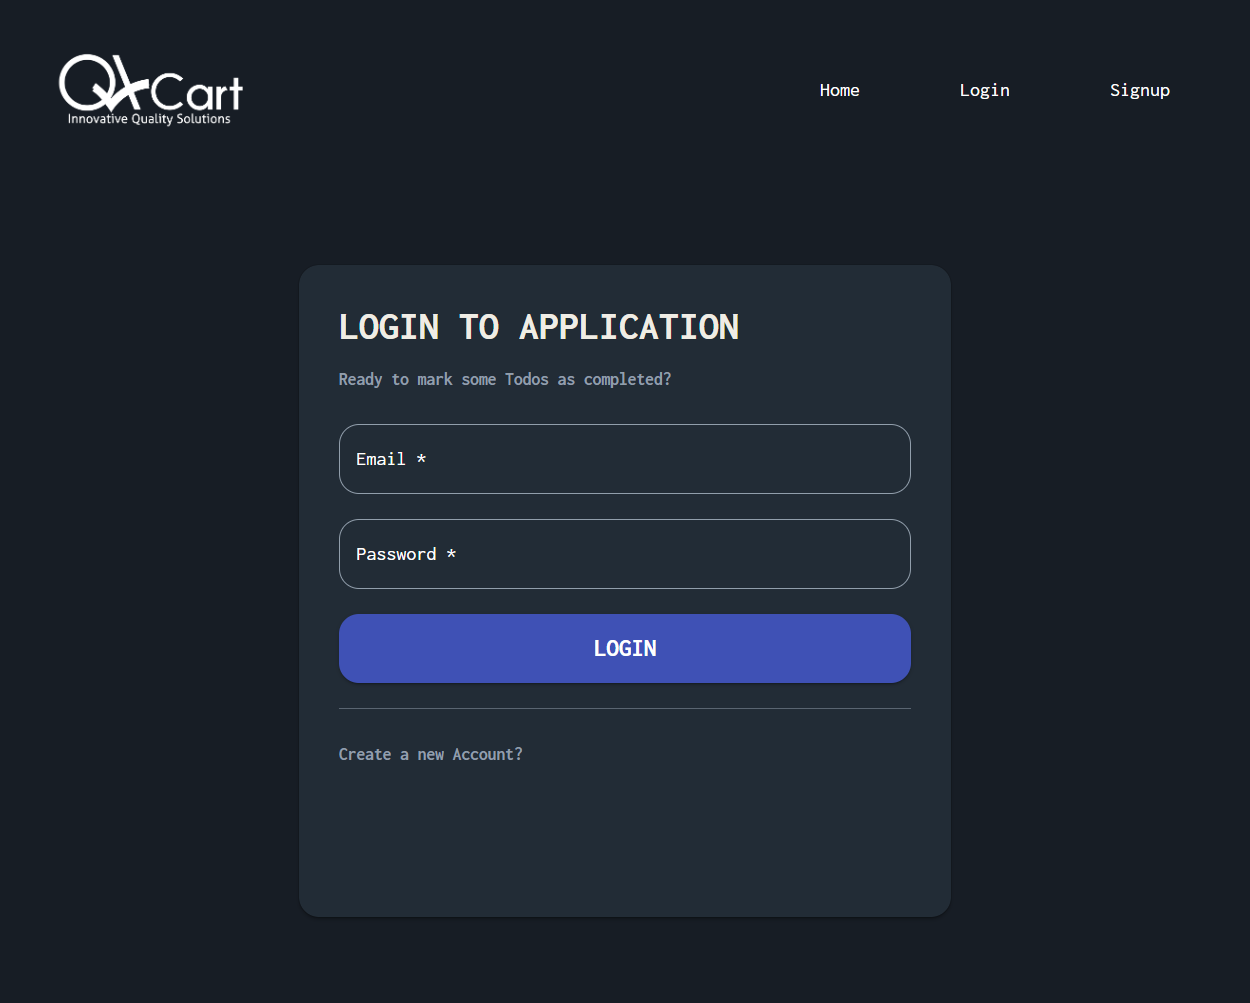 QACart
Innovative Quality Solutions
Home Login Signup
LOGIN TO APPLICATION
Ready to mark some Todos as completed?
Email *
Password *
LOGIN
Create a new Account?